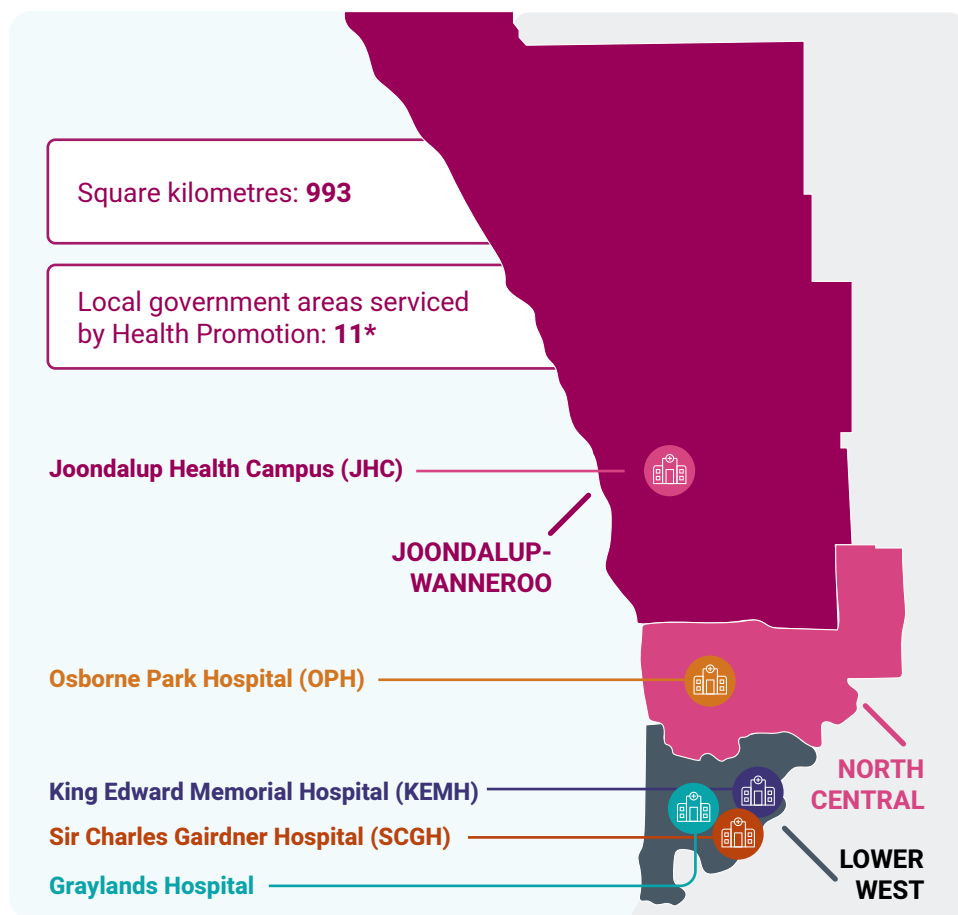 Square kilometres: 993
Local government areas serviced
by Health Promotion: 11*
Joondalup Health Campus (JHC)
JOONDALUP-
WANNEROO
Osborne Park Hospital (OPH)
NORTH
CENTRAL
King Edward Memorial Hospital (KEMH)
Sir Charles Gairdner Hospital (SCGH)
LOWER
WEST
Graylands Hospital